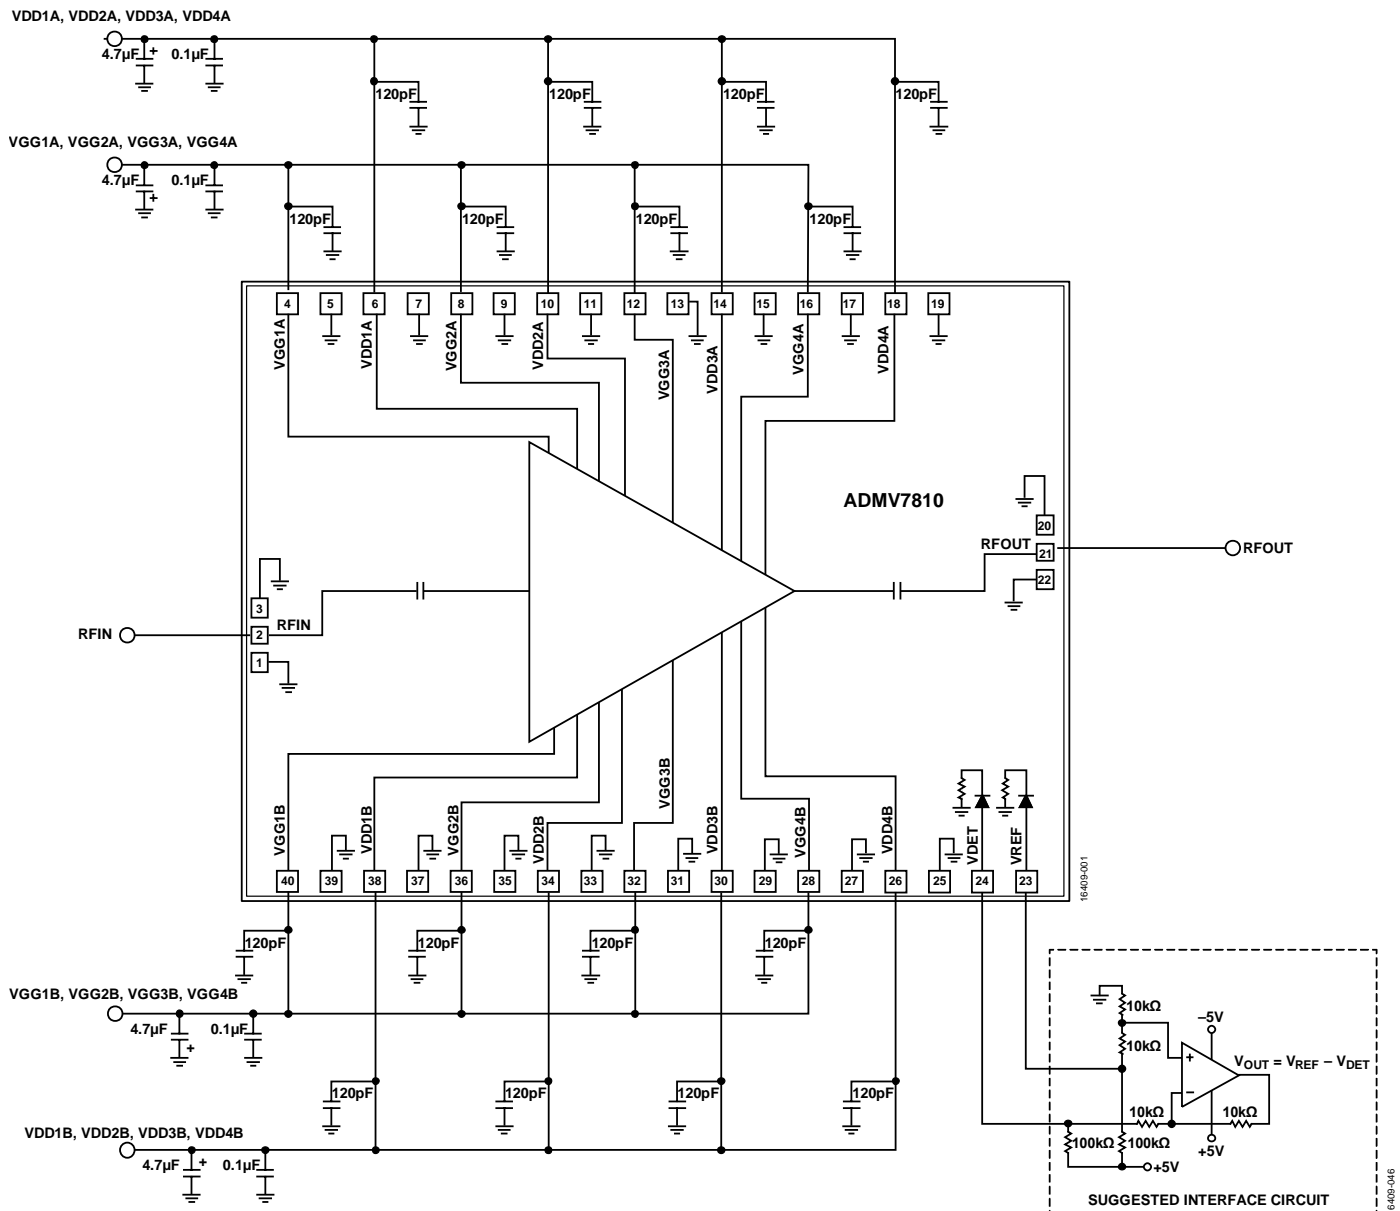 VDD1A, VDD2A, VDD3A, VDD4A
4.7µF + 0.1µF
120pF 120pF 120pF 120pF
VGG1A, VGG2A, VGG3A, VGG4A
4.7µF + 0.1µF
120pF 120pF 120pF 120pF
4 5 6 7 8 9 10 11 12 13 14 15 16 17 18 19
VGG1A VDD1A VGG2A VDD2A VGG3A VDD3A VGG4A VDD4A
ADMV7810
20
RFOUT 21 RFOUT
22
3
RFIN 2 RFIN
1
VGG1B VDD1B VGG2B VDD2B VGG3B VDD3B VGG4B VDD4B VDET VREF
40 39 38 37 36 35 34 33 32 31 30 29 28 27 26 25 24 23
16409-001
120pF 120pF 120pF 120pF
VGG1B, VGG2B, VGG3B, VGG4B
4.7µF + 0.1µF
120pF 120pF 120pF 120pF
VDD1B, VDD2B, VDD3B, VDD4B
4.7µF + 0.1µF
10kΩ
–5V
10kΩ
+
VOUT = VREF – VDET
–
10kΩ 10kΩ
100kΩ 100kΩ
+5V
+5V
SUGGESTED INTERFACE CIRCUIT
16409-046